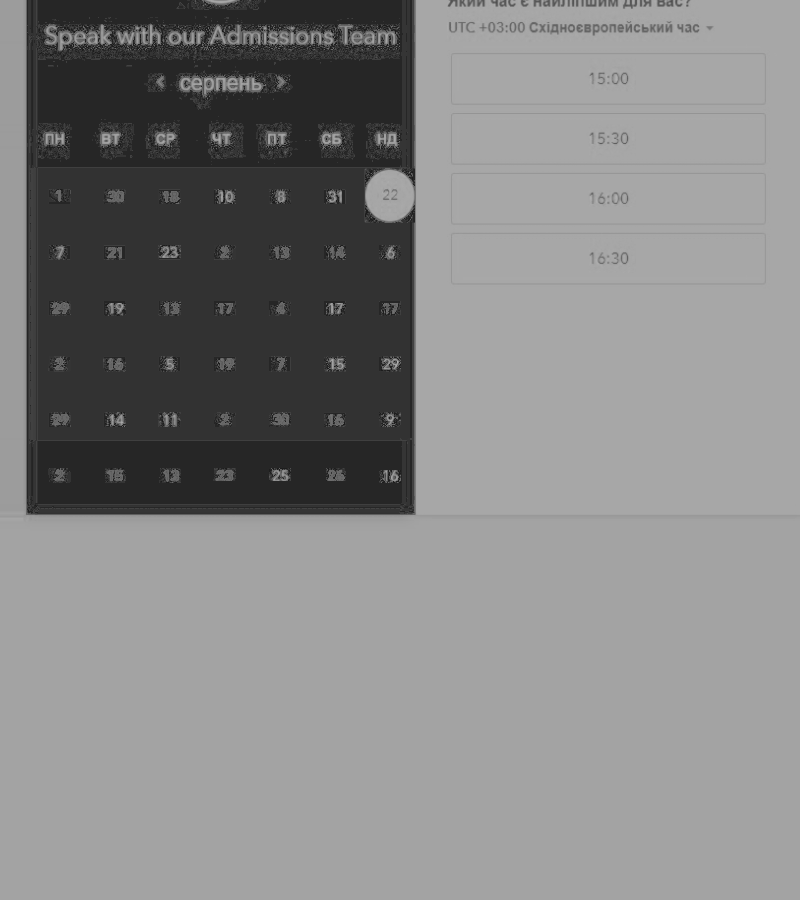 Speak with our Admissions Team
серпень
ПН ВТ СР ЧТ ПТ СБ НД
1 30 18 10 8 31 22
7 21 23 2 13 14 6
29 19 13 17 4 17 17
2 16 5 19 7 15 29
29 14 11 2 30 16 9
2 15 13 23 25 26 16
Який час є найліпшим для вас?
UTC +03:00 Східноєвропейський час
15:00
15:30
16:00
16:30